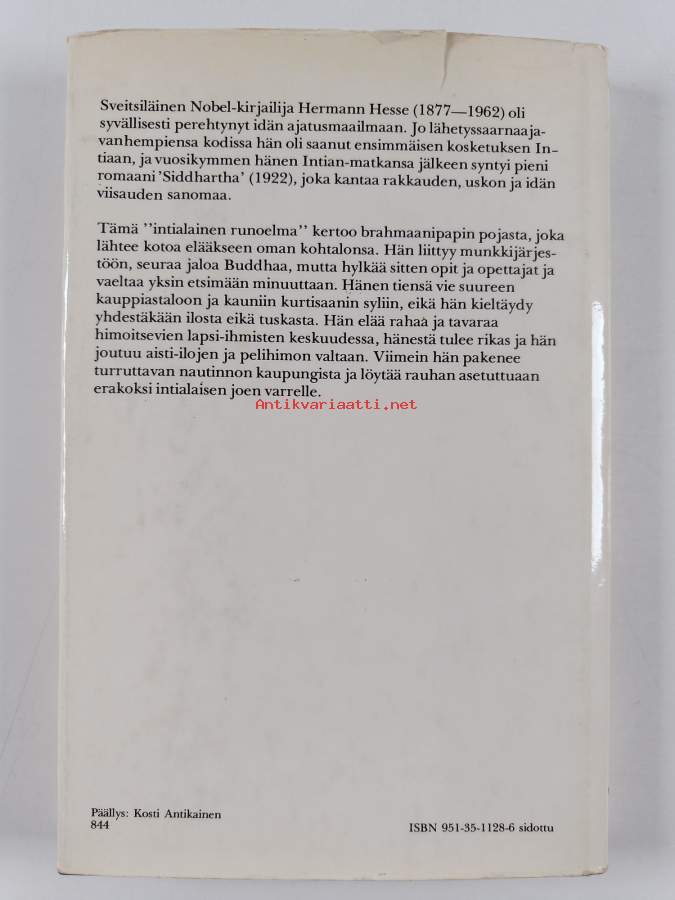 Sveitsiläinen Nobel-kirjailija Hermann Hesse (1877—1962) oli
syvällisesti perehtynyt idän ajatusmaailmaan. Jo lähetyssaarnaaja-
vanhempiensa kodissa hän oli saanut ensimmäisen kosketuksen In-
tiaan, ja vuosikymmen hänen Intian-matkansa jälkeen syntyi pieni
romaani 'Siddhartha' (1922), joka kantaa rakkauden, uskon ja idän
viisauden sanomaa.
Tämä ''intialainen runoelma'' kertoo brahmaanipapin pojasta, joka
lähtee kotoa elääkseen oman kohtalonsa. Hän liittyy munkkijärjes-
töön, seuraa jaloa Buddhaa, mutta hylkää sitten opit ja opettajat ja
vaeltaa yksin etsimään minuuttaan. Hänen tiensä vie suureen
kauppiastaloon ja kauniin kurtisaanin syliin, eikä hän kieltäydy
yhdestäkään ilosta eikä tuskasta. Hän elää rahaa ja tavaraa
himoitsevien lapsi-ihmisten keskuudessa, hänestä tulee rikas ja hän
joutuu aisti-ilojen ja pelihimon valtaan. Viimein hän pakenee
turruttavan nautinnon kaupungista ja löytää rauhan asetuttuaan
erakoksi intialaisen joen varrelle.
Antikvariaatti.net
Päällys: Kosti Antikainen
844
ISBN 951-35-1128-6 sidottu